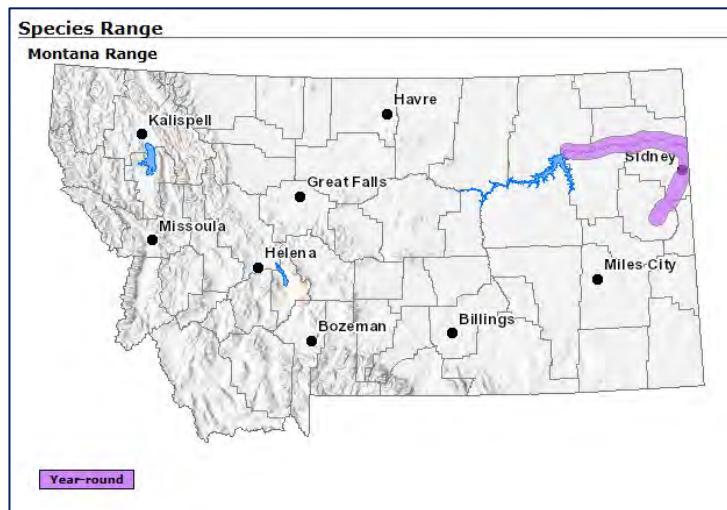 Species Range
Montana Range
Havre
Kalispell
Sidney
Great Falls
Missoula
Helena
Miles City
Billings
Bozeman
Year-round